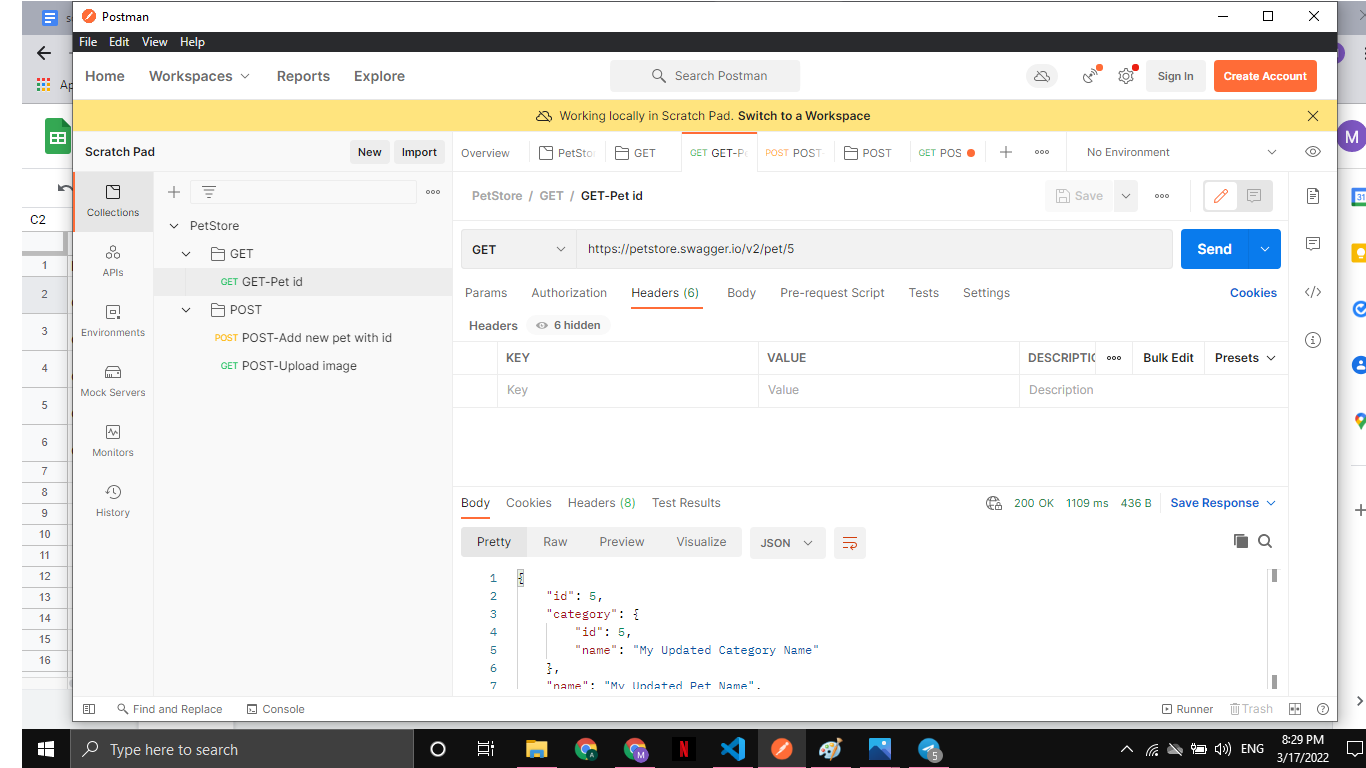 Postman
File Edit View Help
Home Workspaces Reports Explore Search Postman Sign In Create Account
Working locally in Scratch Pad. Switch to a Workspace
Scratch Pad New Import
Overview PetSto GET GET GET-P POST POST POST GET POS No Environment
Collections
APIs
Environments
Mock Servers
Monitors
History
PetStore
GET
GET GET-Pet id
POST
POST POST-Add new pet with id
GET POST-Upload image
PetStore / GET / GET-Pet id Save
GET https://petstore.swagger.io/v2/pet/5 Send
Params Authorization Headers (6) Body Pre-request Script Tests Settings Cookies
Headers 6 hidden
KEY VALUE DESCRIPTIO Bulk Edit Presets
Key Value Description
Body Cookies Headers (8) Test Results 200 OK 1109 ms 436 B Save Response
Pretty Raw Preview Visualize JSON
1 {
2 "id": 5,
3 "category": {
4 "id": 5,
5 "name": "My Updated Category Name"
6 },
7 "name": "My Updated Pet Name",
Find and Replace Console Runner Trash
C2
1
2
3
4
5
6
7
8
9
10
11
12
13
14
15
16
M
31
Type here to search
A
M
N
5
ENG
8:29 PM
3/17/2022